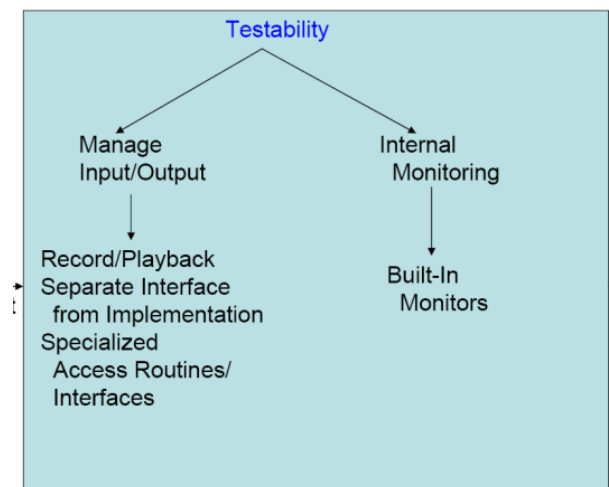 Testability
Manage
Input/Output
Internal
Monitoring
Record/Playback
Separate Interface
from Implementation
Specialized
Access Routines/
Interfaces
Built-In
Monitors